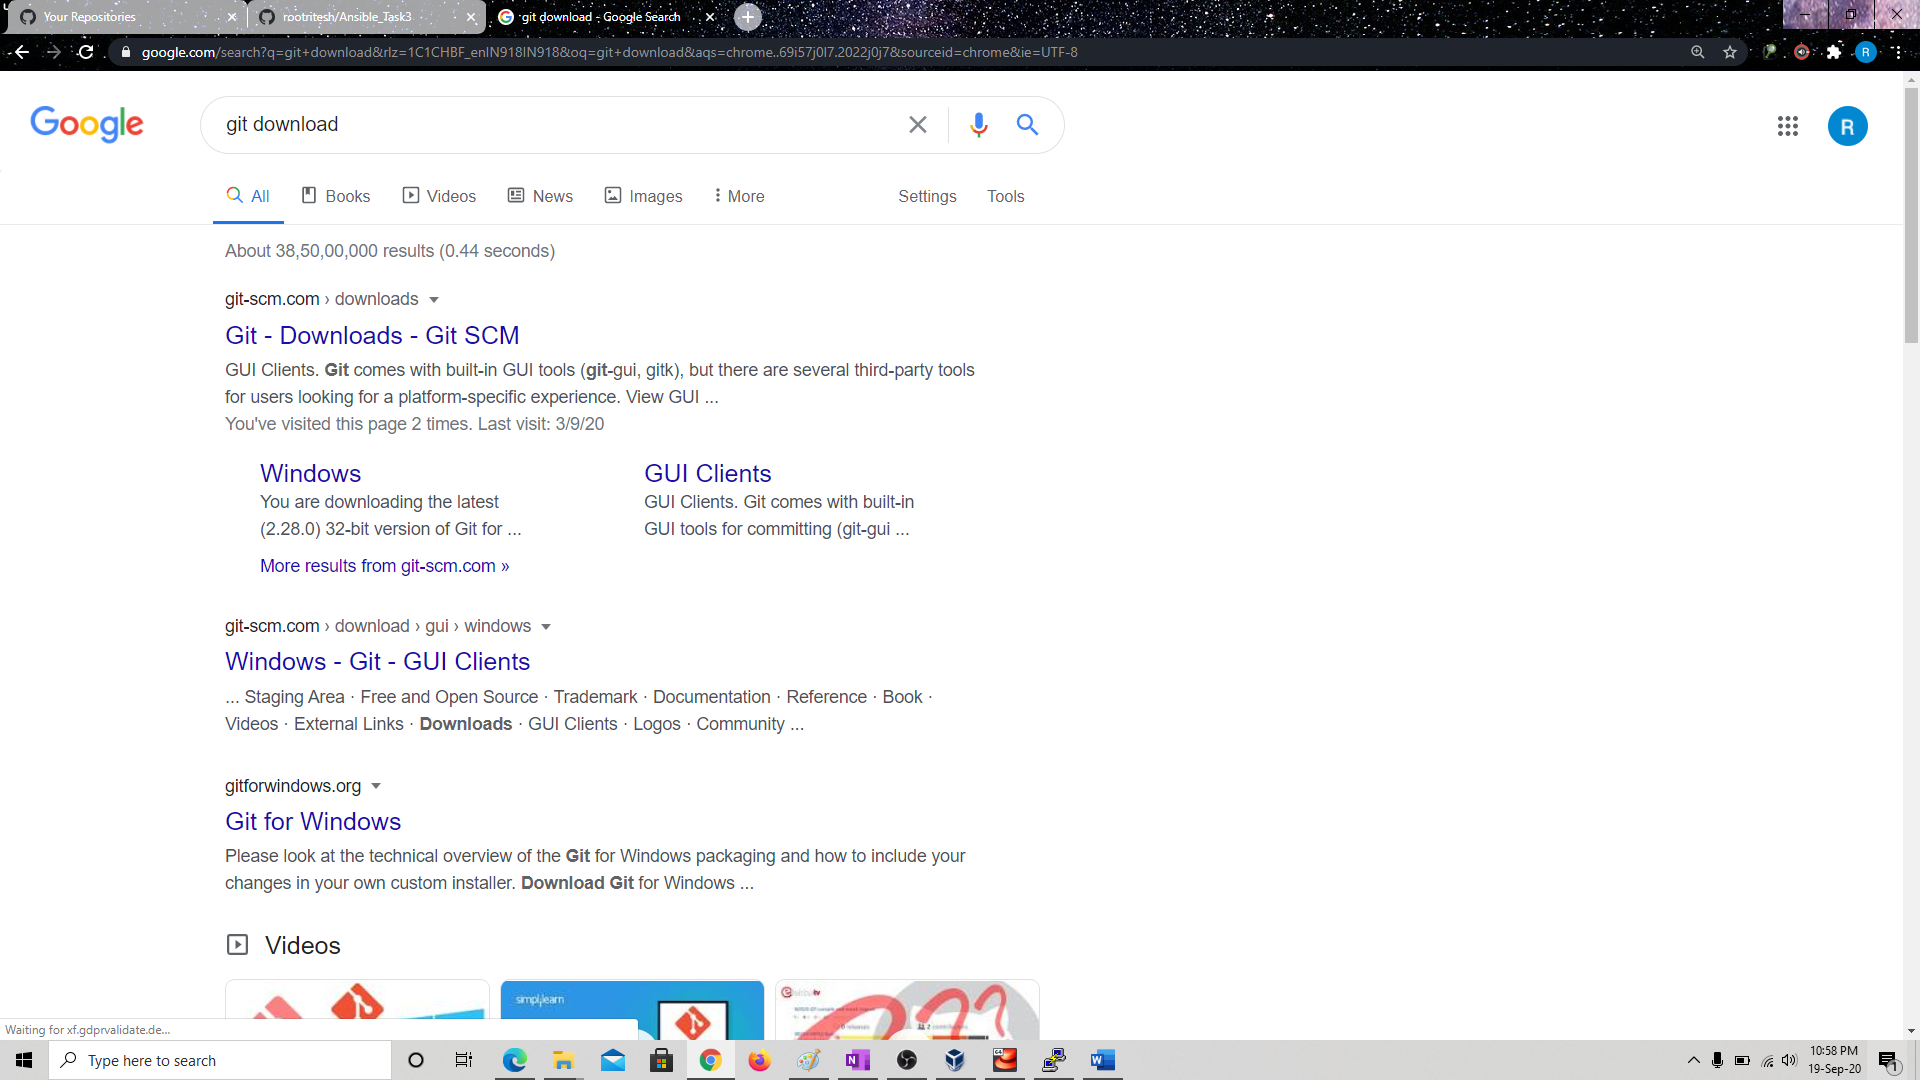 Your Repositories
rootritesh/Ansible_Task3
git download - Google Search
google.com/search?q=git+download&rlz=1C1CHBF_enIN918IN918&oq=git+download&aqs=chrome..69i57j0l7.2022j0j7&sourceid=chrome&ie=UTF-8
R
Google
git download
R
All
Books
Videos
News
Images
More
Settings
Tools
About 38,50,00,000 results (0.44 seconds)
git-scm.com › downloads
Git - Downloads - Git SCM
GUI Clients. Git comes with built-in GUI tools (git-gui, gitk), but there are several third-party tools
for users looking for a platform-specific experience. View GUI ...
You've visited this page 2 times. Last visit: 3/9/20
Windows
You are downloading the latest
(2.28.0) 32-bit version of Git for ...
GUI Clients
GUI Clients. Git comes with built-in
GUI tools for committing (git-gui ...
More results from git-scm.com »
git-scm.com › download › gui › windows
Windows - Git - GUI Clients
... Staging Area · Free and Open Source · Trademark · Documentation · Reference · Book ·
Videos · External Links · Downloads · GUI Clients · Logos · Community ...
gitforwindows.org
Git for Windows
Please look at the technical overview of the Git for Windows packaging and how to include your
changes in your own custom installer. Download Git for Windows ...
Videos
simplilearn
Waiting for xf.gdprvalidate.de...
Type here to search
10:58 PM
19-Sep-20
1